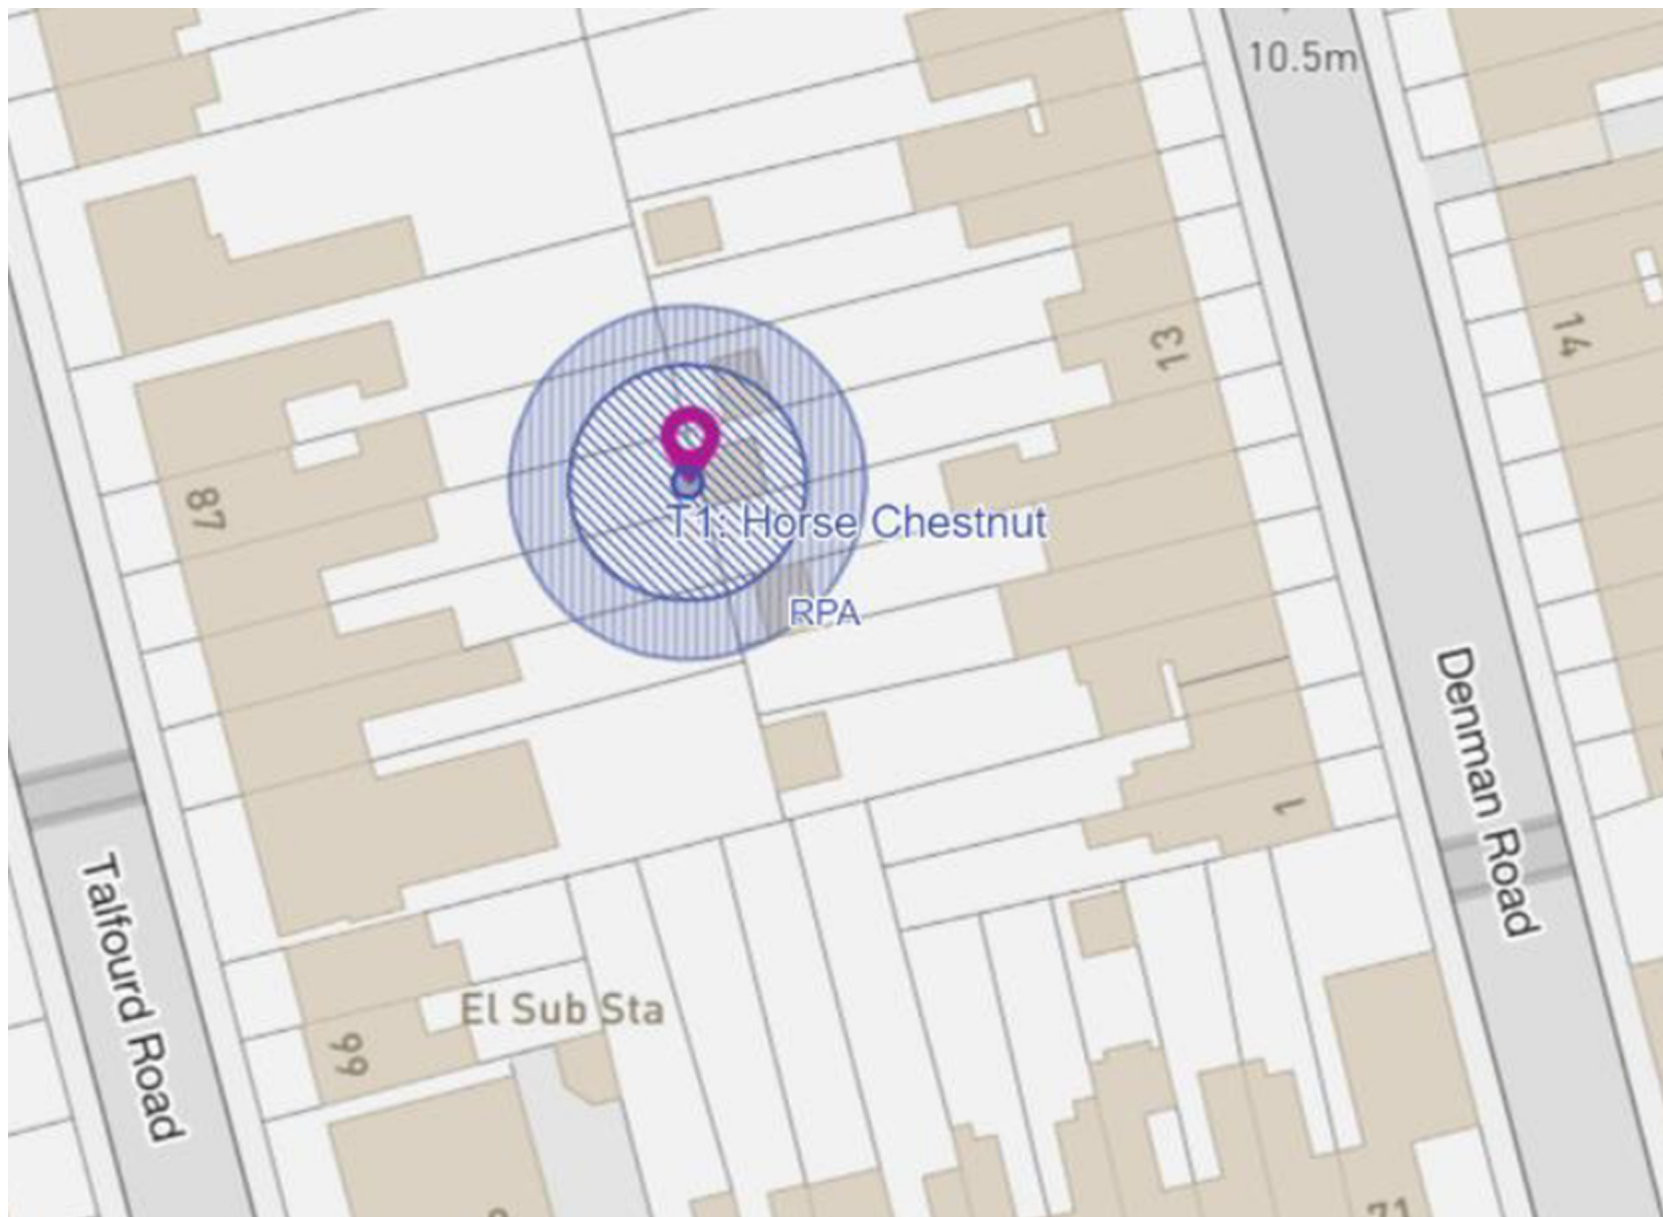 10.5m
13
14
87
T1: Horse Chestnut
RPA
Denman Road
1
Talfourd Road
El Sub Sta
99
71